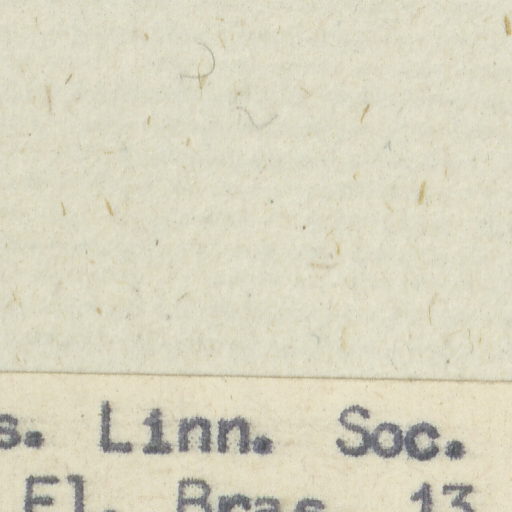 s. Linn. Soc.
Fl. Bras. 13